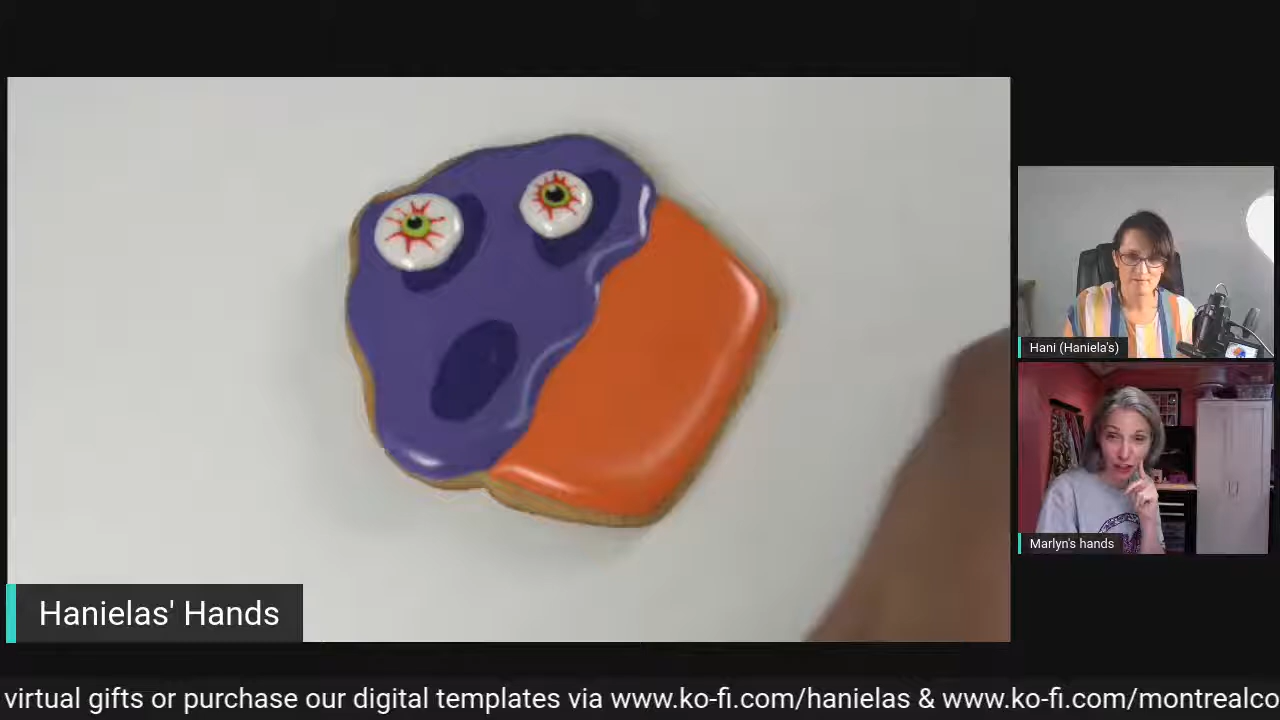 Hani (Haniela's)
Marlyn's hands
Hanielas' Hands
virtual gifts or purchase our digital templates via www.ko-fi.com/hanielas & www.ko-fi.com/montrealco